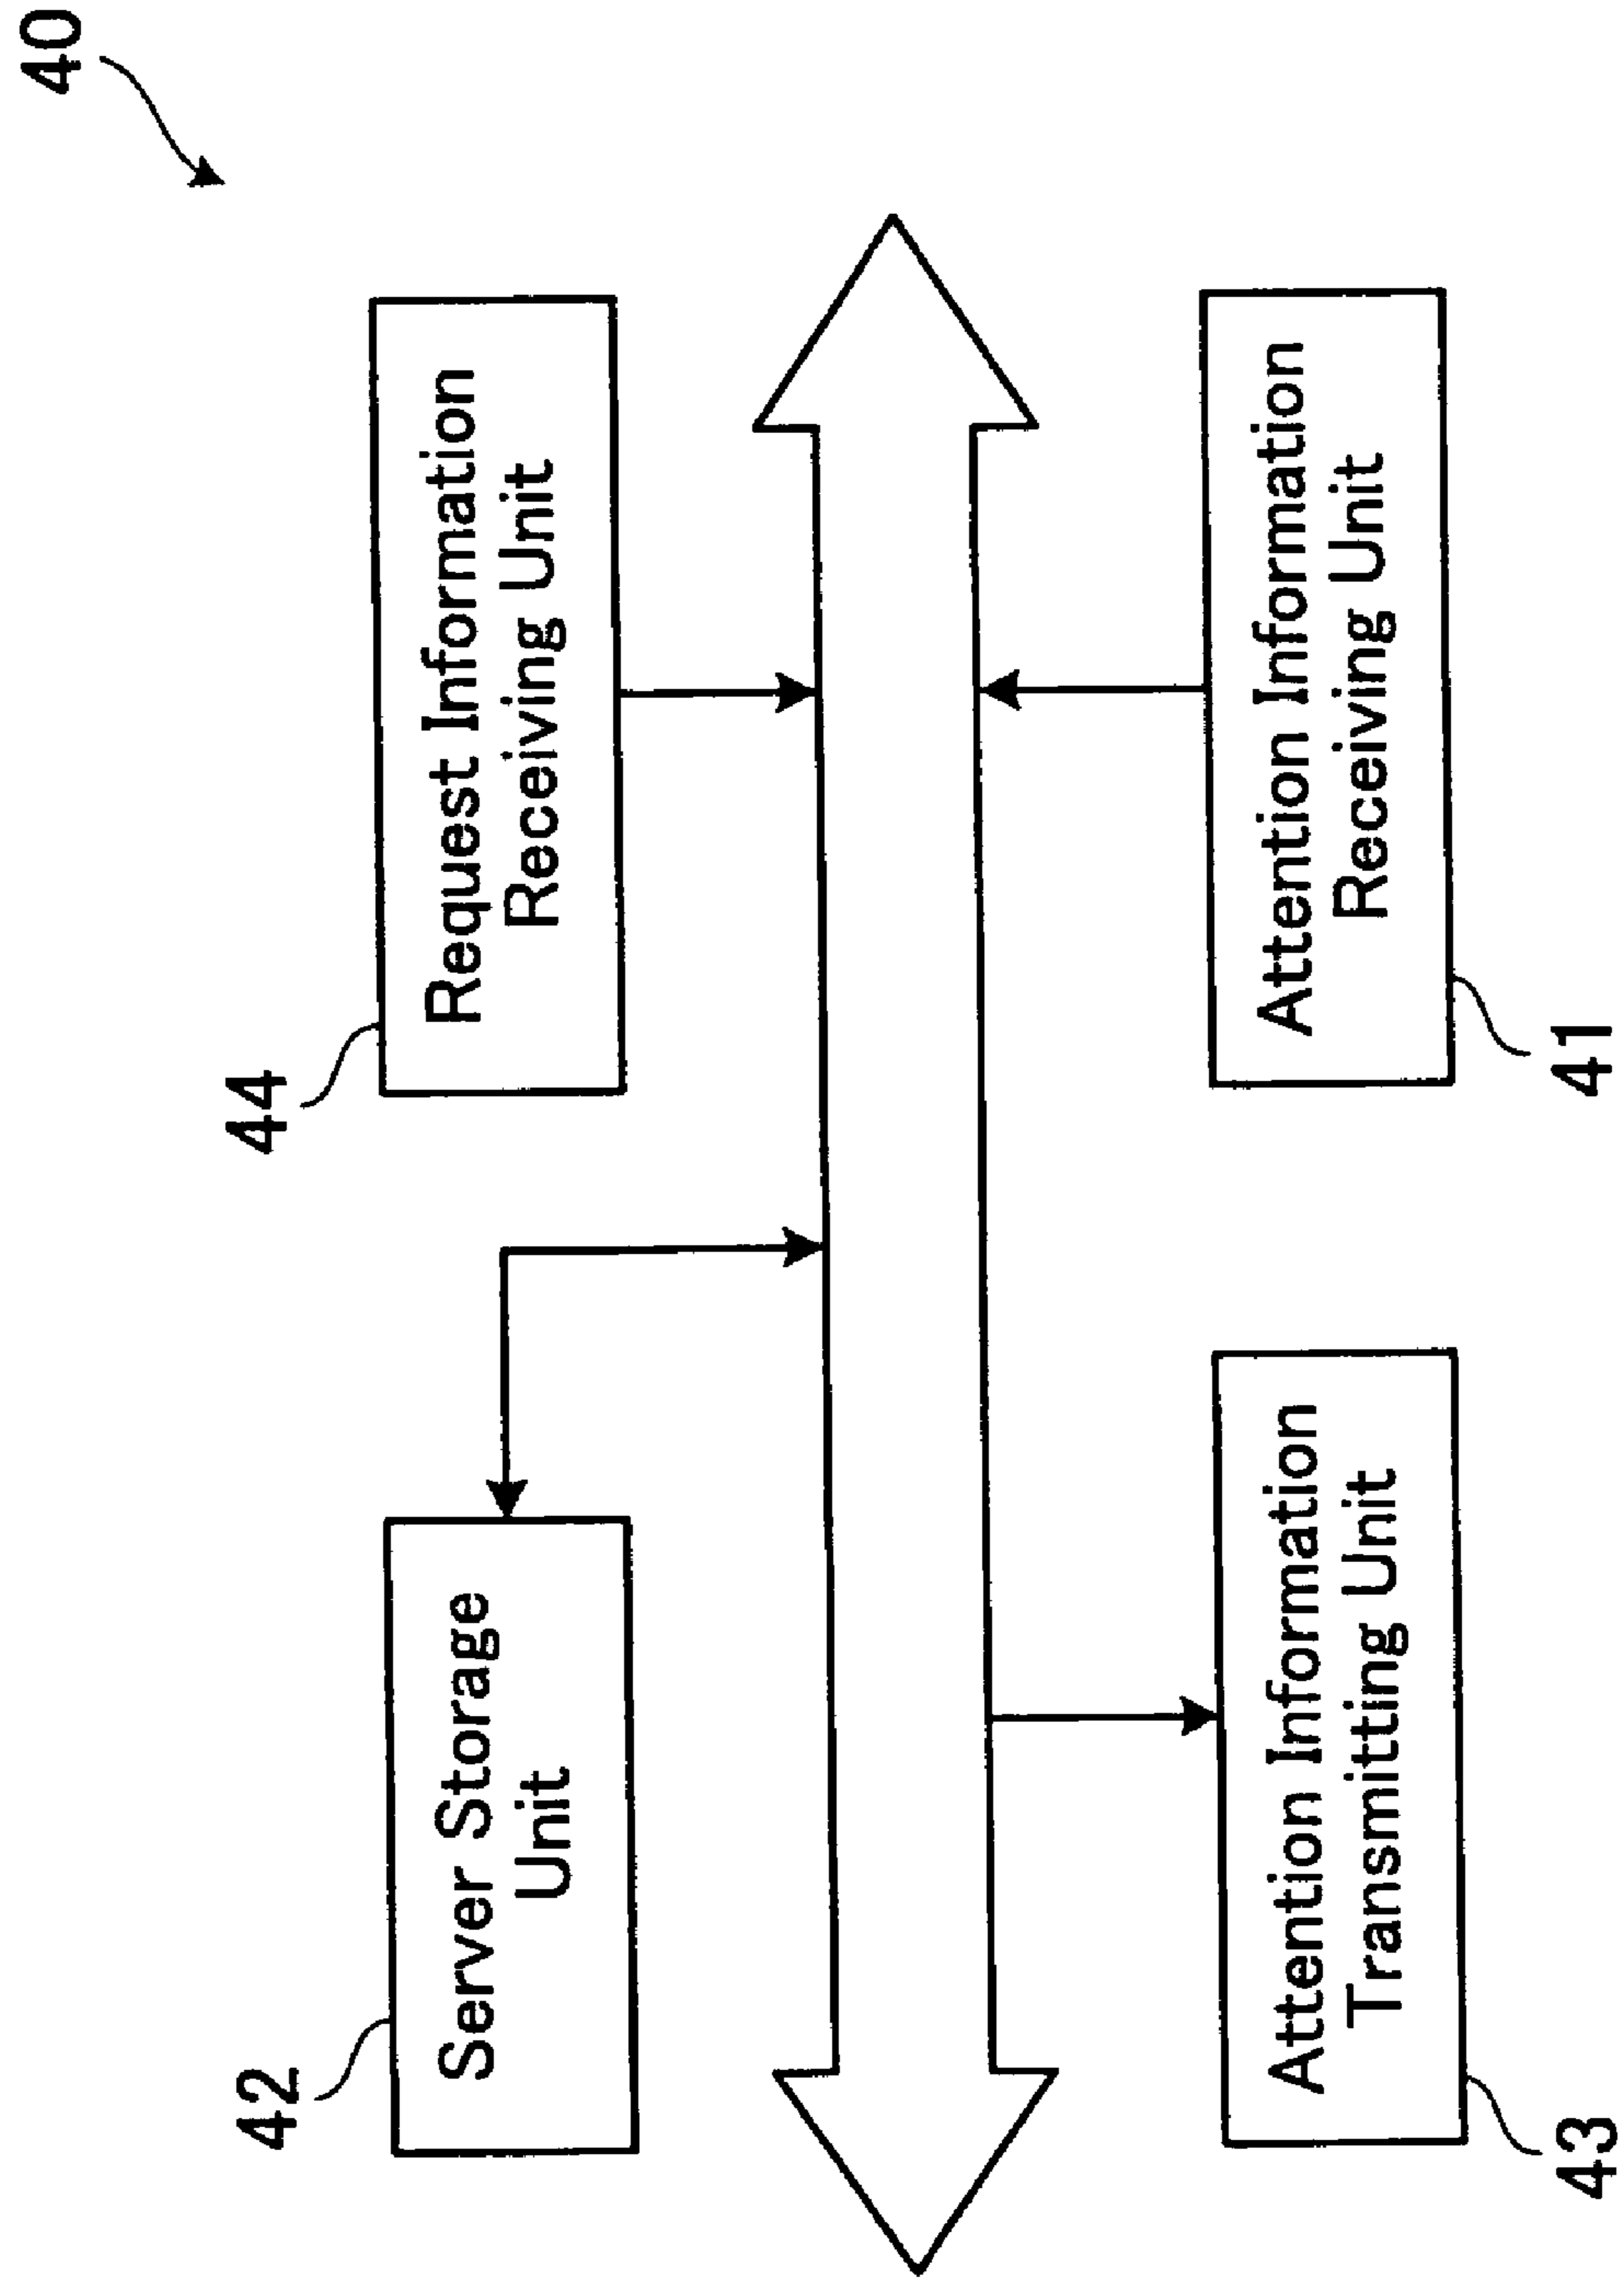 40
42
Server Storage
Unit
44
Request Information
Receiving Unit
43
Attention Information
Transmitting Unit
41
Attention Information
Receiving Unit